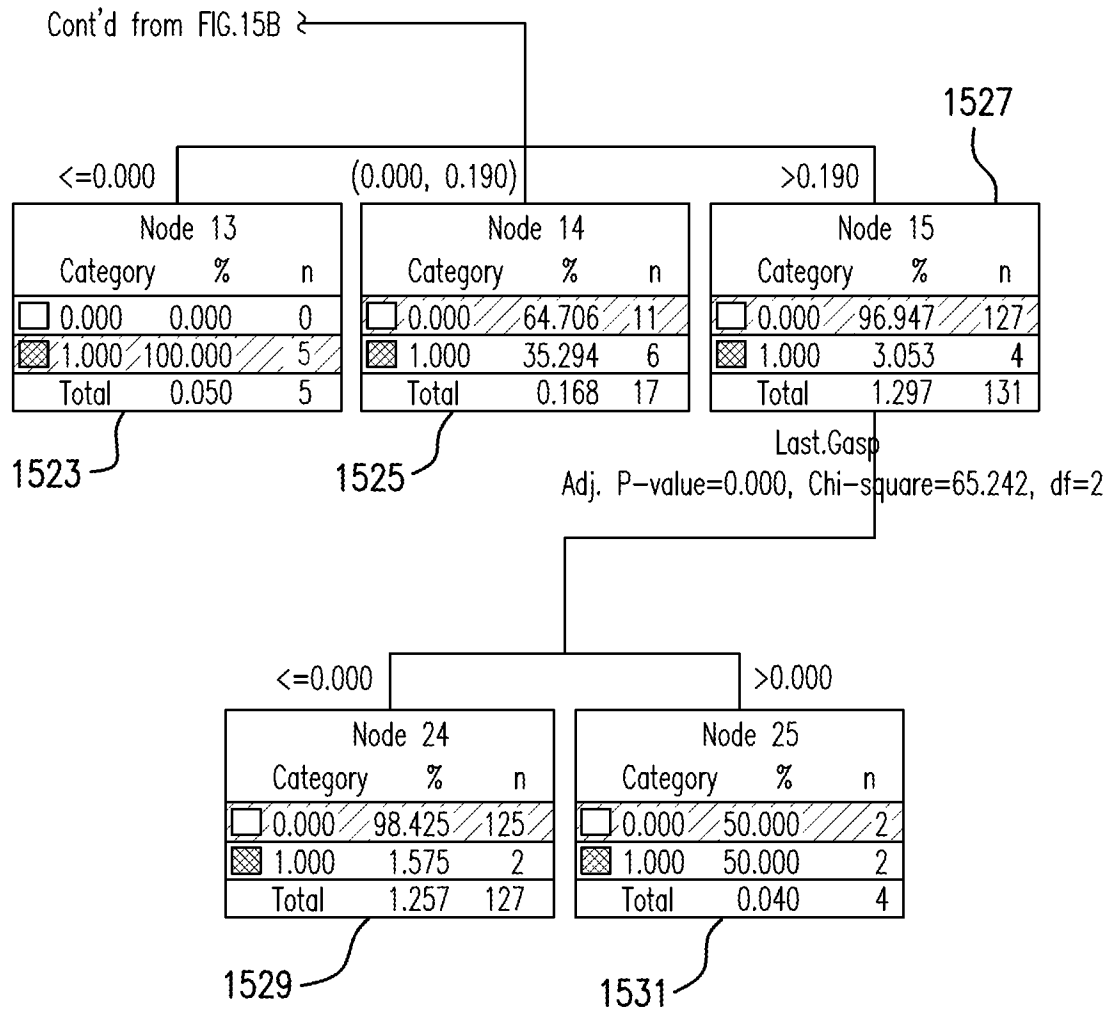 Cont'd from FIG.15B
1527
<=0.000 (0.000, 0.190) >0.190
Node 13
Category % n
0.000 0.000 0
1.000 100.000 5
Total 0.050 5
1523
Node 14
Category % n
0.000 64.706 11
1.000 35.294 6
Total 0.168 17
1525
Node 15
Category % n
0.000 96.947 127
1.000 3.053 4
Total 1.297 131
Last.Gasp
Adj. P-value=0.000, Chi-square=65.242, df=2
<=0.000 >0.000
Node 24
Category % n
0.000 98.425 125
1.000 1.575 2
Total 1.257 127
1529
Node 25
Category % n
0.000 50.000 2
1.000 50.000 2
Total 0.040 4
1531